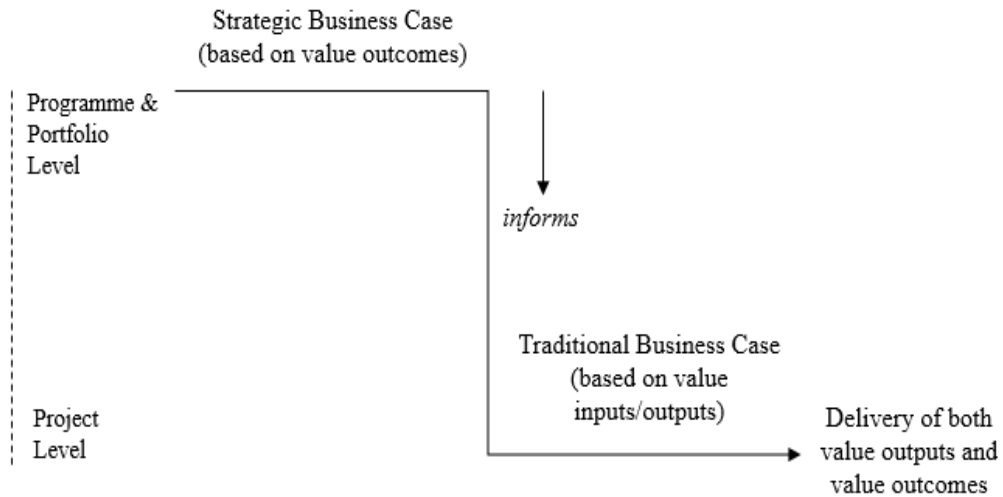 Strategic Business Case
(based on value outcomes)
Programme &
Portfolio
Level
informs
Traditional Business Case
(based on value
inputs/outputs)
Project
Level
Delivery of both
value outputs and
value outcomes